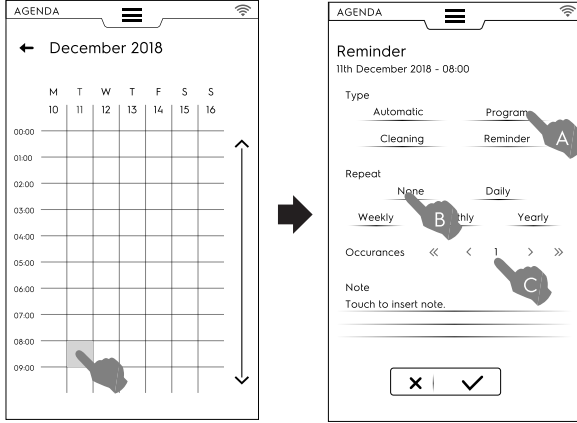 AGENDA
December 2018
M T W T F S S
10 11 12 13 14 15 16
00:00
01:00
02:00
03:00
04:00
05:00
06:00
07:00
08:00
09:00
AGENDA
Reminder
11th December 2018 - 08:00
Type
Automatic Program
Cleaning Reminder
A
Repeat
None Daily
Weekly thly Yearly
B
Occurances « < 1 > »
C
Note
Touch to insert note.